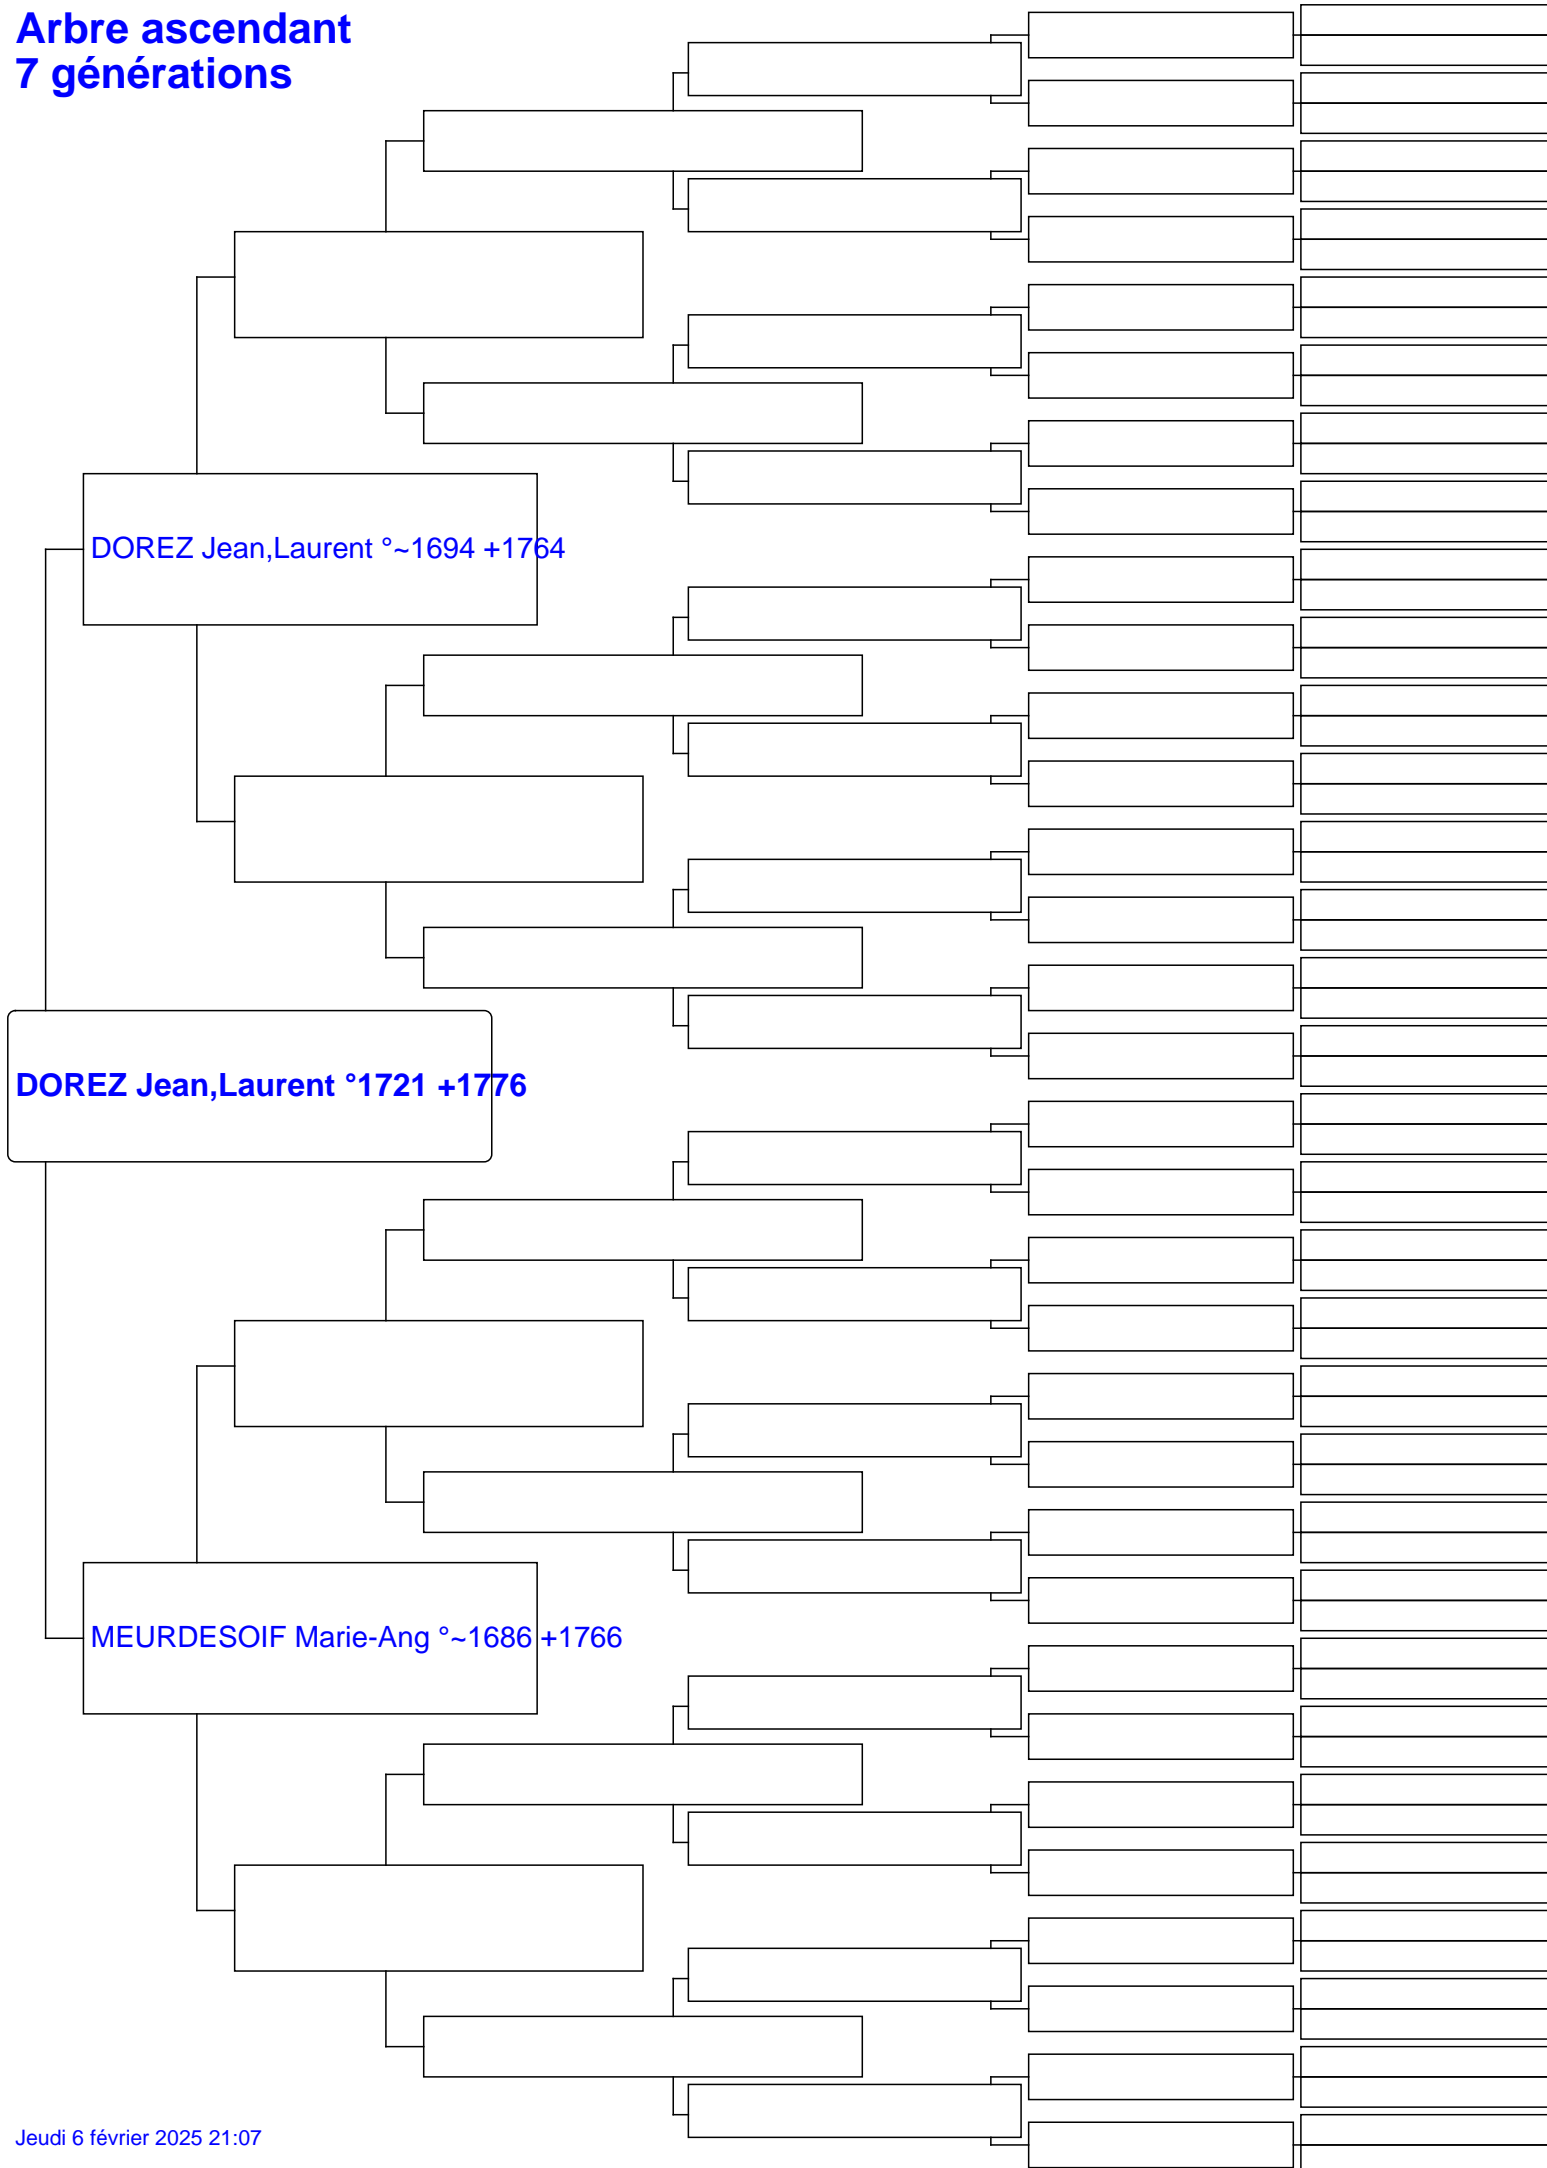 Arbre ascendant
7 générations
DOREZ Jean,Laurent °~1694 +1764
DOREZ Jean,Laurent °1721 +1776
MEURDESOIF Marie-Ang °~1686 +1766
Jeudi 6 février 2025 21:07